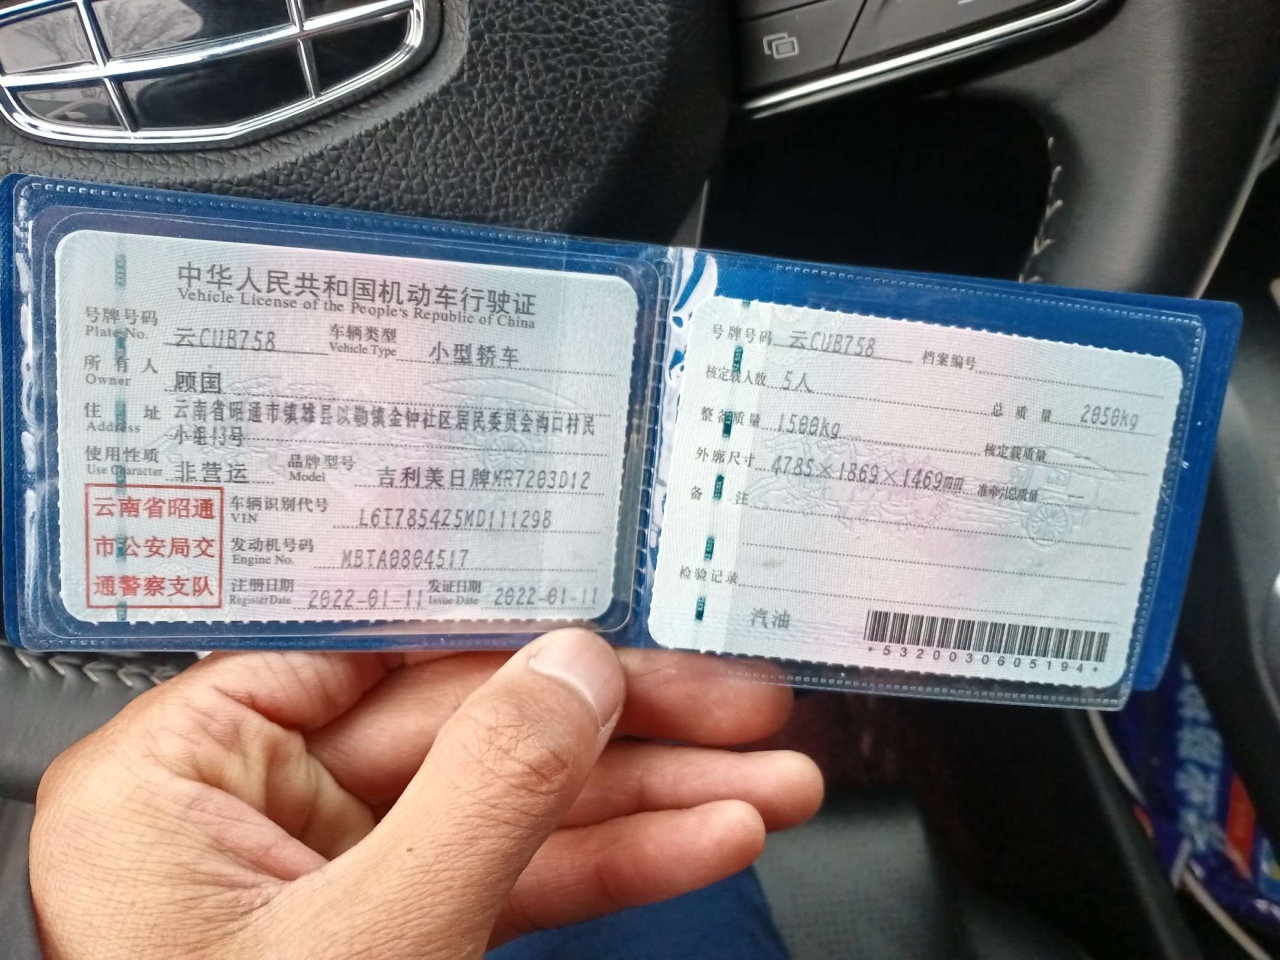 中华人民共和国机动车行驶证
Vehicle License of the People's Republic of China
号牌号码 云CUB758 车辆类型 小型轿车
Plate No. Vehicle Type
所有人 顾国
Owner
住址 云南省昭通市镇雄县以勒镇金钟社区居民委员会沟口村民
Address 小组13号
使用性质 非营运 品牌型号 吉利美日牌MR7203D12
Use Character Model
云南省昭通
市公安局交
通警察支队
车辆识别代号 L6T7854Z5MD111298
VIN
发动机号码 MBTA0804517
Engine No.
注册日期 2022-01-11 发证日期 2022-01-11
Register Date Issue Date
号牌号码 云CUB758 档案编号
核定载人数 5人 总质量 2050kg
整备质量 1500kg 核定载质量 --
外廓尺寸 4785×1869×1469mm 准牵引总质量 --
备注
检验记录
汽油
*5320030605194*